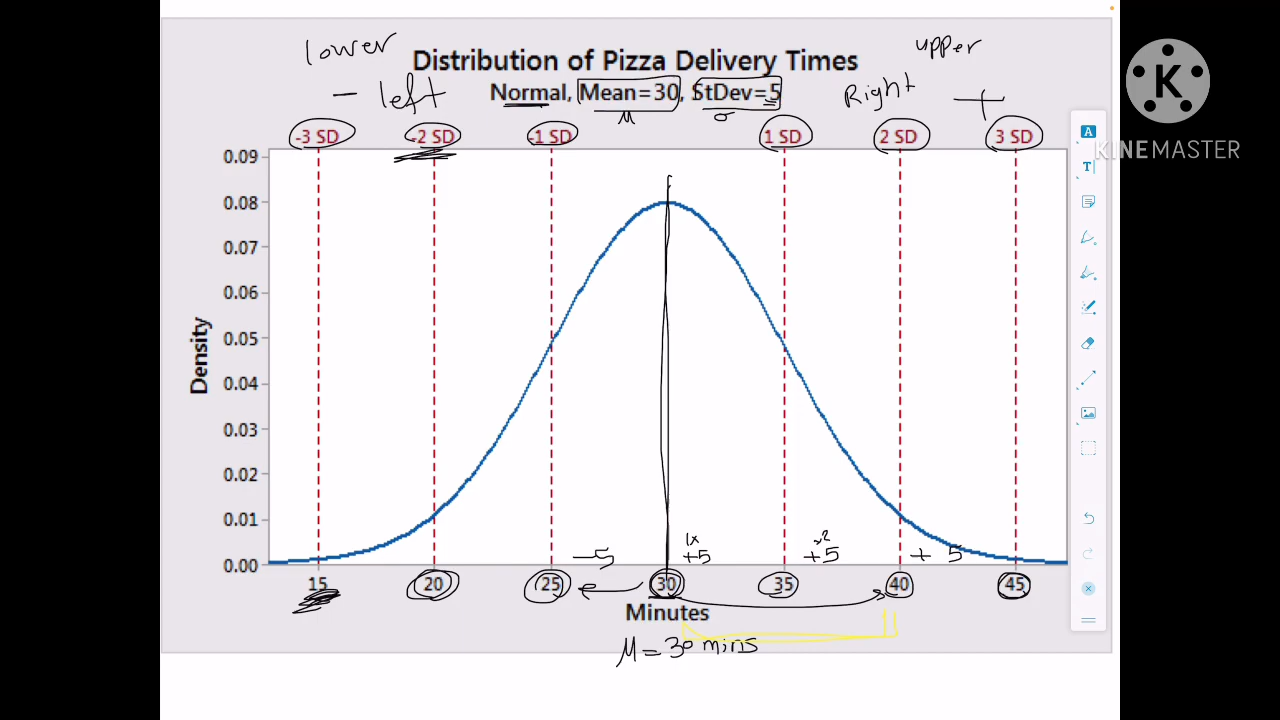 lower
upper
Distribution of Pizza Delivery Times
- left
Normal, Mean=30, StDev=5
Right +
μ σ
-3 SD -2 SD -1 SD 1 SD 2 SD 3 SD
K
KINEMASTER
A
T
0.09
0.08
0.07
0.06
0.05
0.04
0.03
0.02
0.01
0.00
Density
1x x2
-5 +5 +5 + 5
15 20 25 30 35 40 45
Minutes
μ = 30 mins